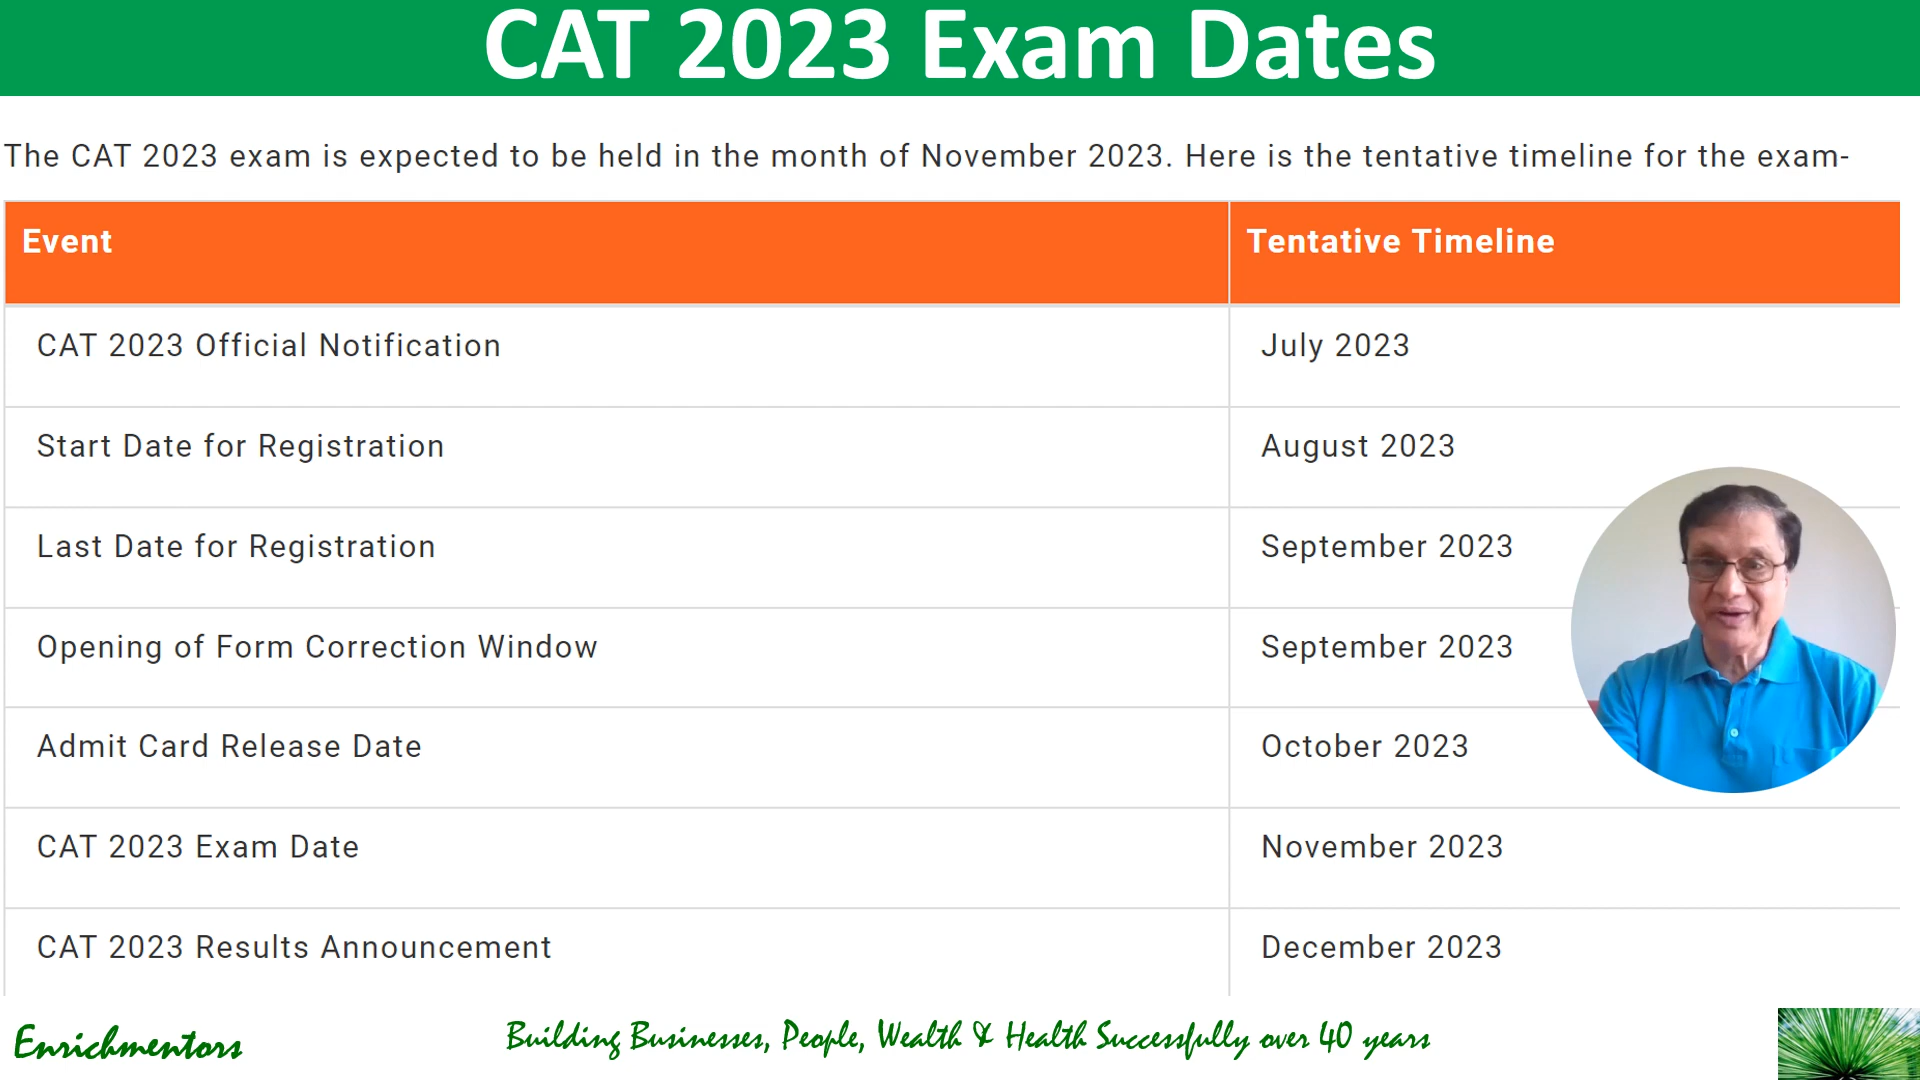 CAT 2023 Exam Dates
The CAT 2023 exam is expected to be held in the month of November 2023. Here is the tentative timeline for the exam-
Event Tentative Timeline
CAT 2023 Official Notification July 2023
Start Date for Registration August 2023
Last Date for Registration September 2023
Opening of Form Correction Window September 2023
Admit Card Release Date October 2023
CAT 2023 Exam Date November 2023
CAT 2023 Results Announcement December 2023
Enrichmentors Building Businesses, People, Wealth & Health Successfully over 40 years